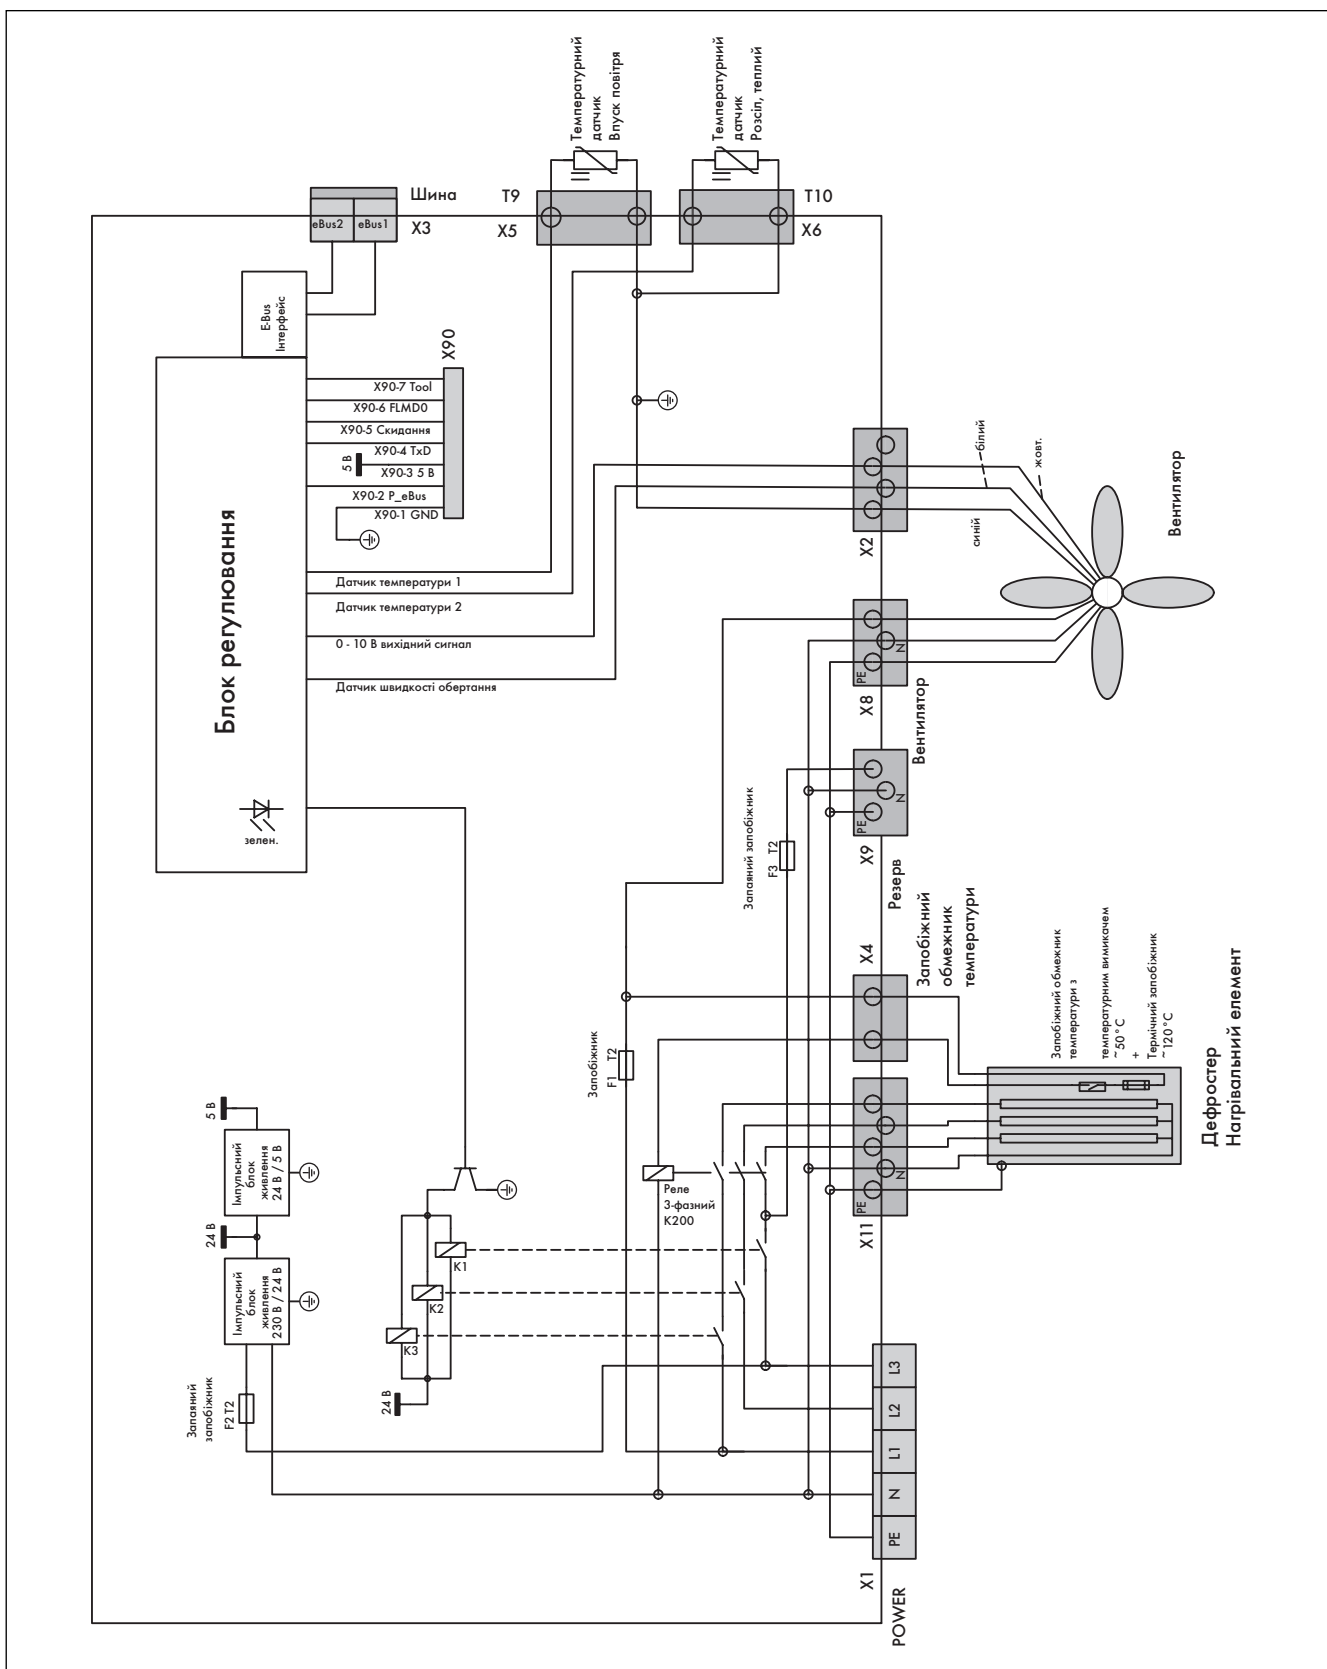 Температурний
датчик
Впуск повітря
Температурний
датчик
Розсіл, теплий
Шина
X3
eBus2
eBus1
T9
X5
T10
X6
E-Bus
Інтерфейс
X90
X90-7 Tool
X90-6 FLMD0
X90-5 Скидання
X90-4 TxD
5 В
X90-3 5 В
X90-2 P_eBus
X90-1 GND
Блок регулювання
зелен.
Датчик температури 1
Датчик температури 2
0 - 10 В вихідний сигнал
Датчик швидкості обертання
X2
синій
білий
жовт.
Вентилятор
X8
PE
N
Вентилятор
X9
PE
N
Резерв
Запаяний запобіжник
F3 T2
X4
Запобіжний
обмежник
температури
Запобіжник
F1 T2
Запобіжний обмежник
температури з
температурним вимикачем
~50°C
+
Термічний запобіжник
~120°C
Дефростер
Нагрівальний елемент
X11
PE
N
Реле
3-фазний
K200
5 В
Імпульсний
блок
живлення
24 В / 5 В
24 В
Імпульсний
блок
живлення
230 В / 24 В
K1
K2
K3
24 В
Запаяний
запобіжник
F2 T2
L3
L2
L1
N
PE
X1
POWER